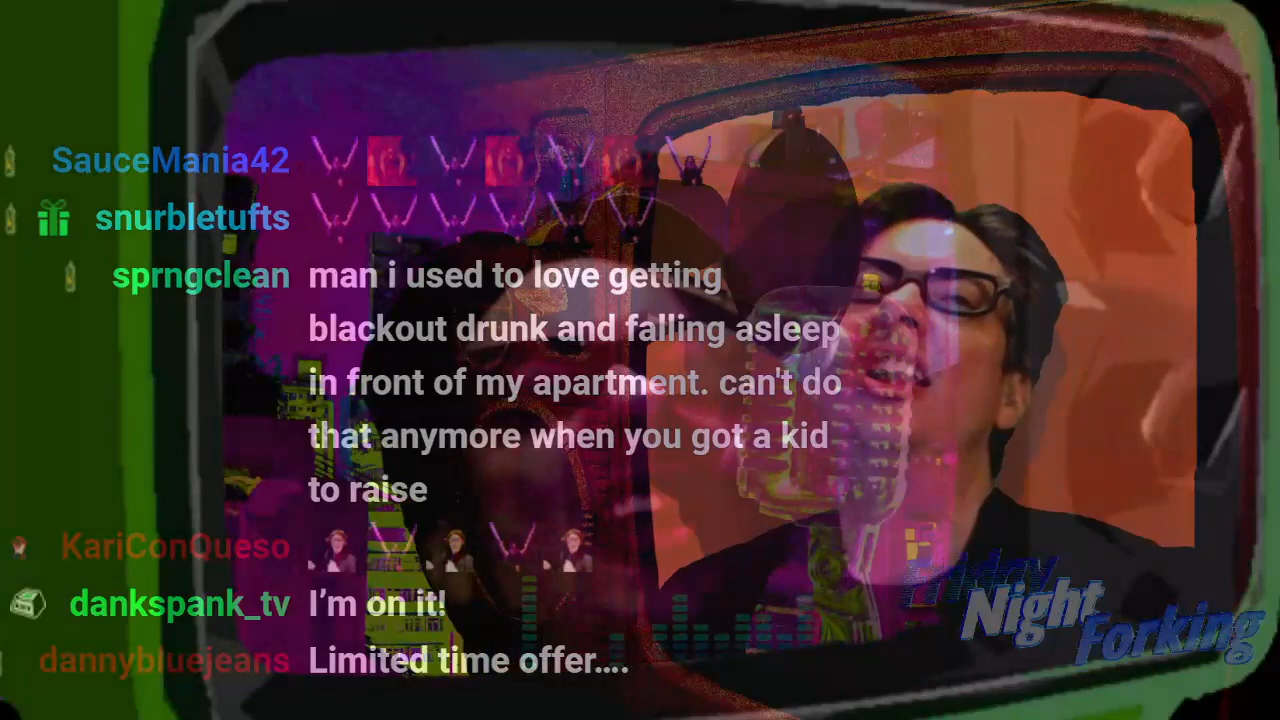 SauceMania42
snurbletufts
sprngclean man i used to love getting
blackout drunk and falling asleep
in front of my apartment. can't do
that anymore when you got a kid
to raise
KariConQueso
dankspank_tv I’m on it!
dannybluejeans Limited time offer....
Friday
Night
Forking